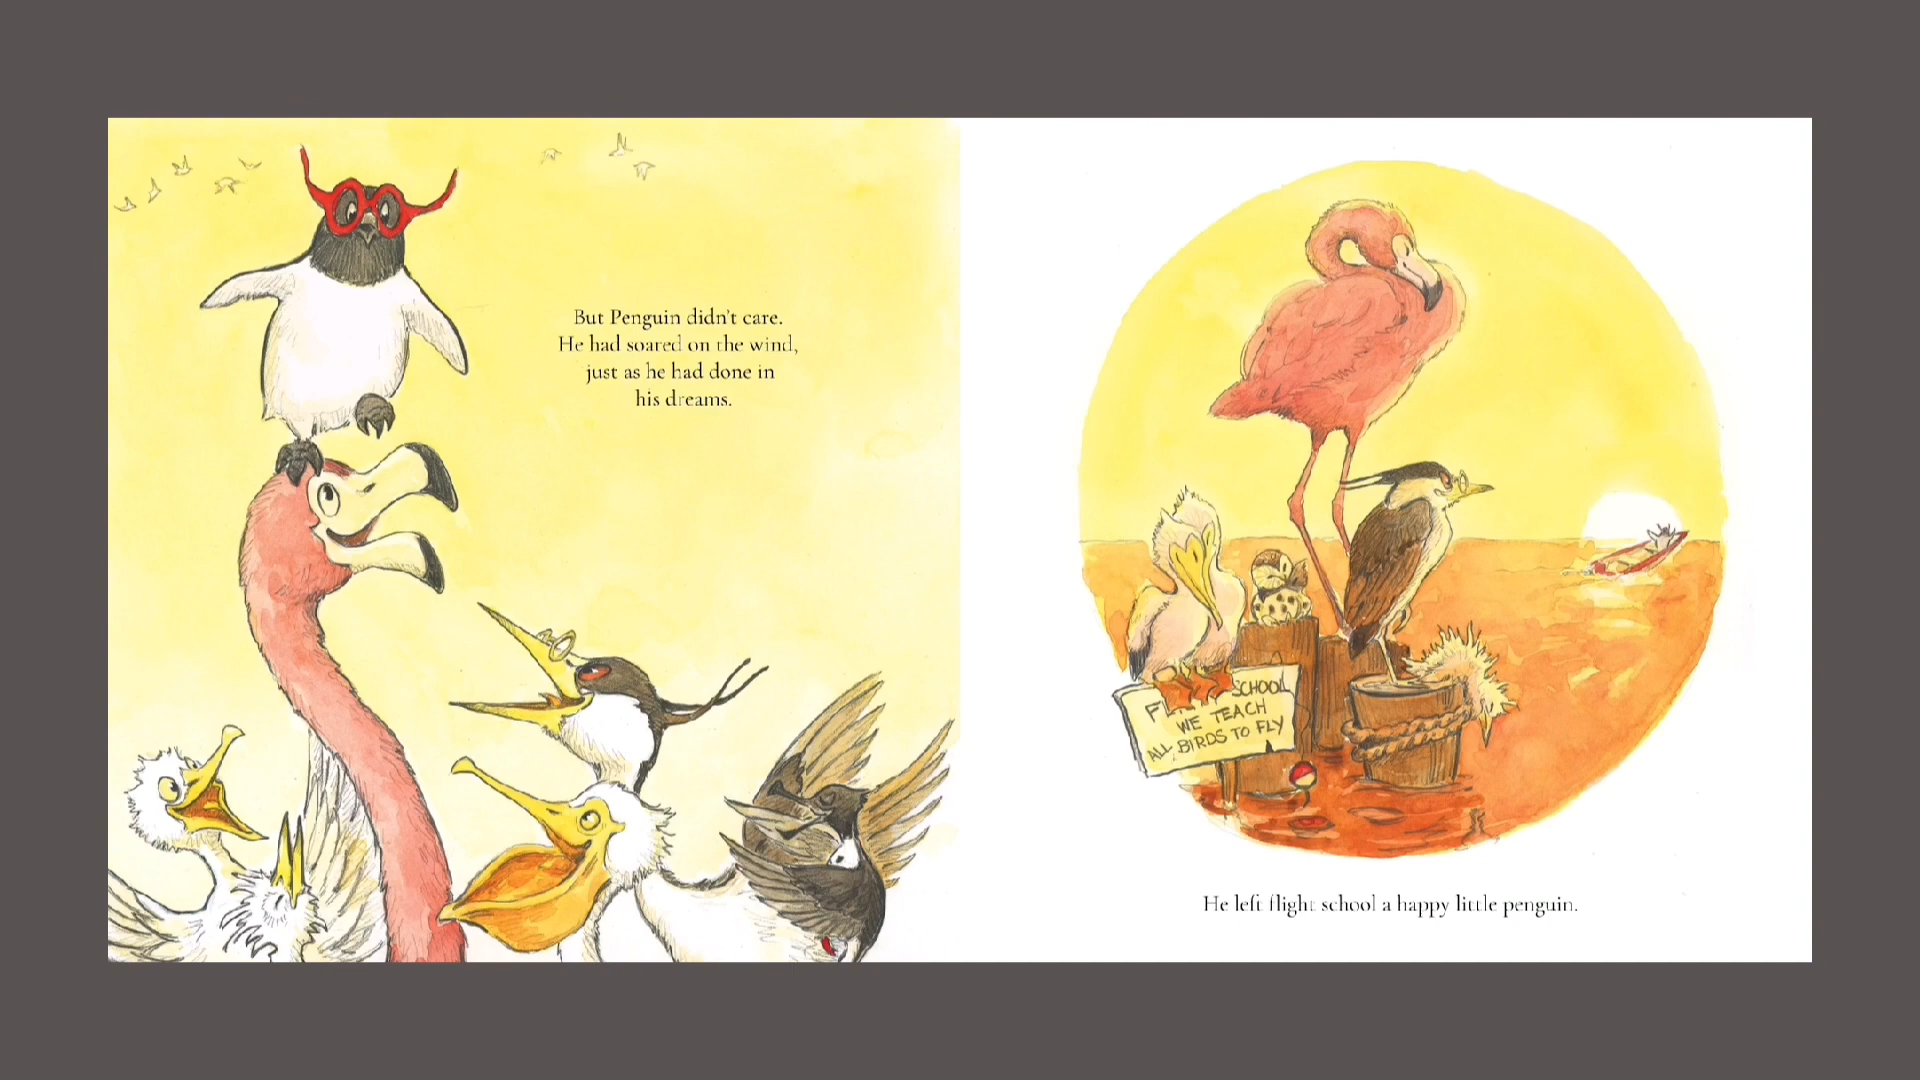 But Penguin didn't care.
He had soared on the wind,
just as he had done in
his dreams.
SCHOOL
WE TEACH
ALL BIRDS TO FLY
He left flight school a happy little penguin.